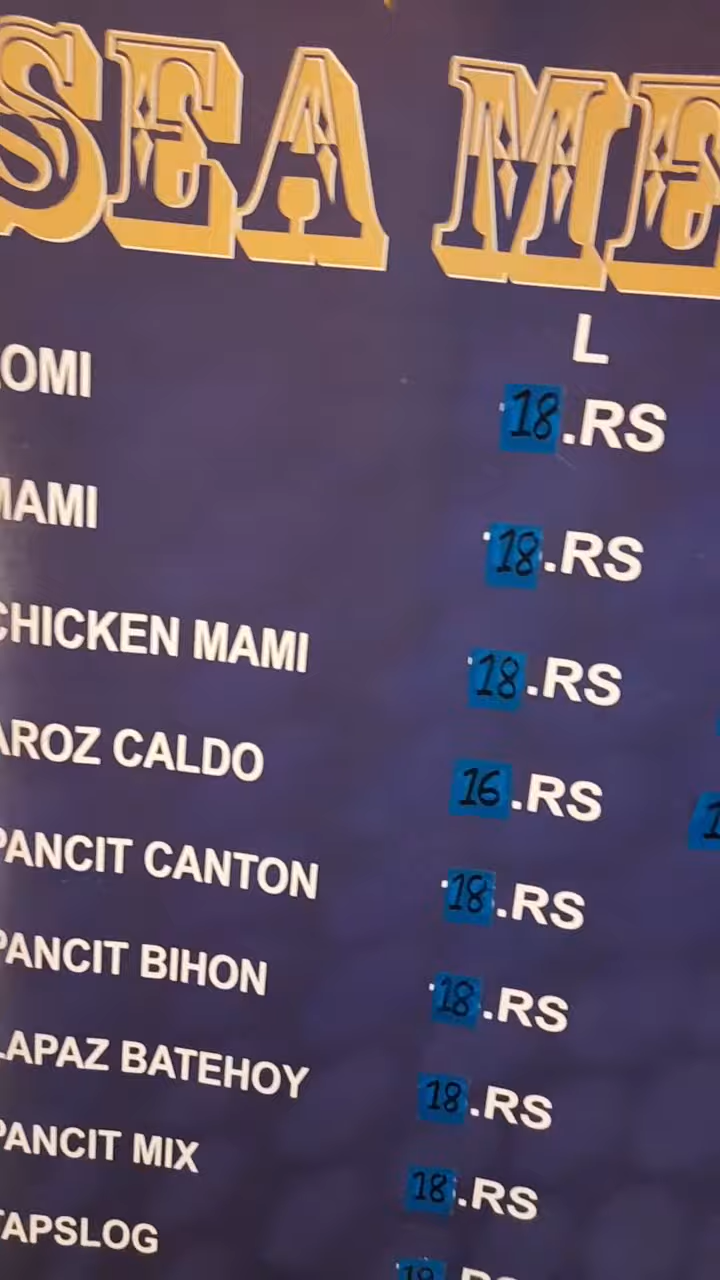 SEA ME
L
OMI 18.RS
MAMI 18.RS
CHICKEN MAMI 18.RS
AROZ CALDO 16.RS
PANCIT CANTON 18.RS
PANCIT BIHON 18.RS
LAPAZ BATEHOY 18.RS
PANCIT MIX 18.RS
TAPSLOG